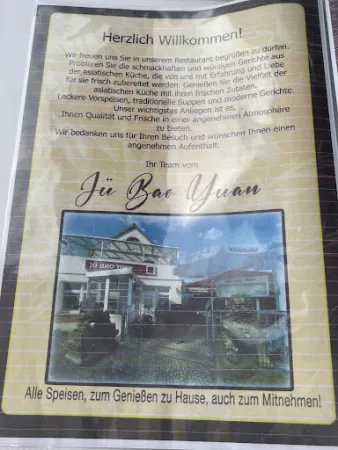 Herzlich Willkommen!
Wir freuen uns Sie in unserem Restaurant begrüßen zu dürfen.
Probieren Sie die schmackhaften und würzigen Gerichte aus
der asiatischen Küche, die von uns mit Erfahrung und Liebe
für sie frisch zubereitet werden. Genießen Sie die Vielfalt der
asiatischen Küche mit ihren frischen Zutaten.
Leckere Vorspeisen, traditionelle Suppen und moderne Gerichte.
Unser wichtigstes Anliegen ist es,
Ihnen Qualität und Frische in einer angenehmen Atmosphäre
zu bieten.
Wir bedanken uns für Ihren Besuch und wünschen Ihnen einen
angenehmen Aufenthalt.
Ihr Team vom
Jü Bao Yuan
JÜ BAO YUAN
Alle Speisen, zum Genießen zu Hause, auch zum Mitnehmen!